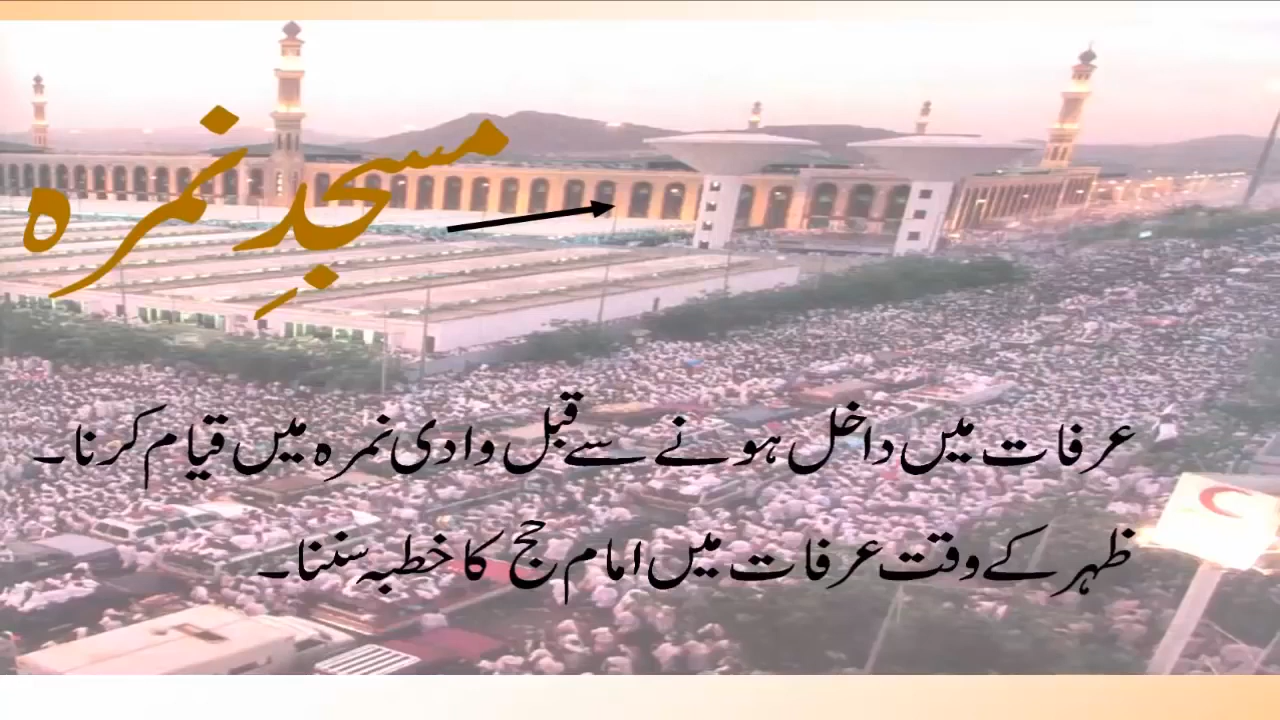 مسجدِ نمرہ
عرفات میں داخل ہونے سے قبل وادی نمرہ میں قیام کرنا۔
ظہر کے وقت عرفات میں امام حج کا خطبہ سننا۔